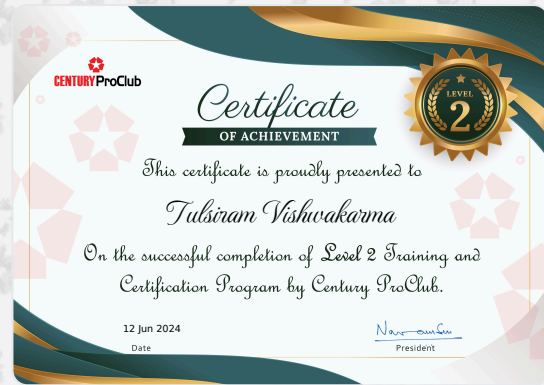 CENTURY ProClub
Certificate
OF ACHIEVEMENT
LEVEL
2
This certificate is proudly presented to
Tulsiram Vishwakarma
On the successful completion of Level 2 Training and
Certification Program by Century ProClub.
12 Jun 2024
Date
President